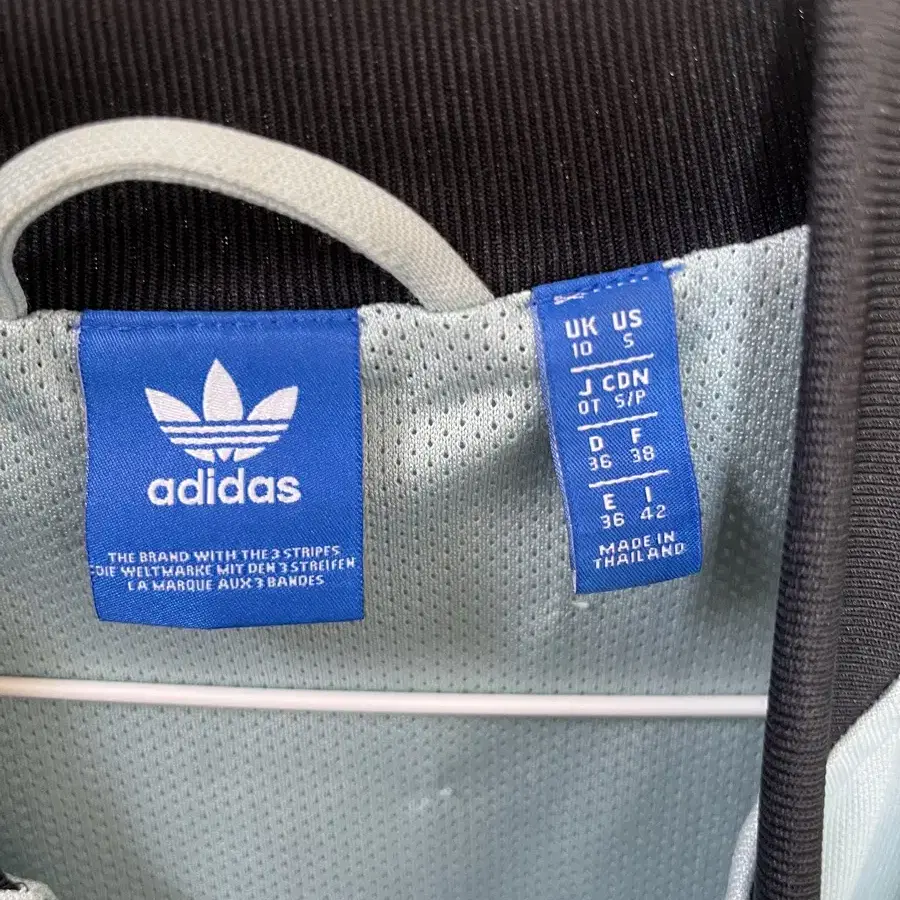 adidas
THE BRAND WITH THE 3 STRIPES
DIE WELTMARKE MIT DEN 3 STREIFEN
LA MARQUE AUX 3 BANDES
UK US
10 S
J CDN
OT S/P
D F
36 38
E I
36 42
MADE IN
THAILAND